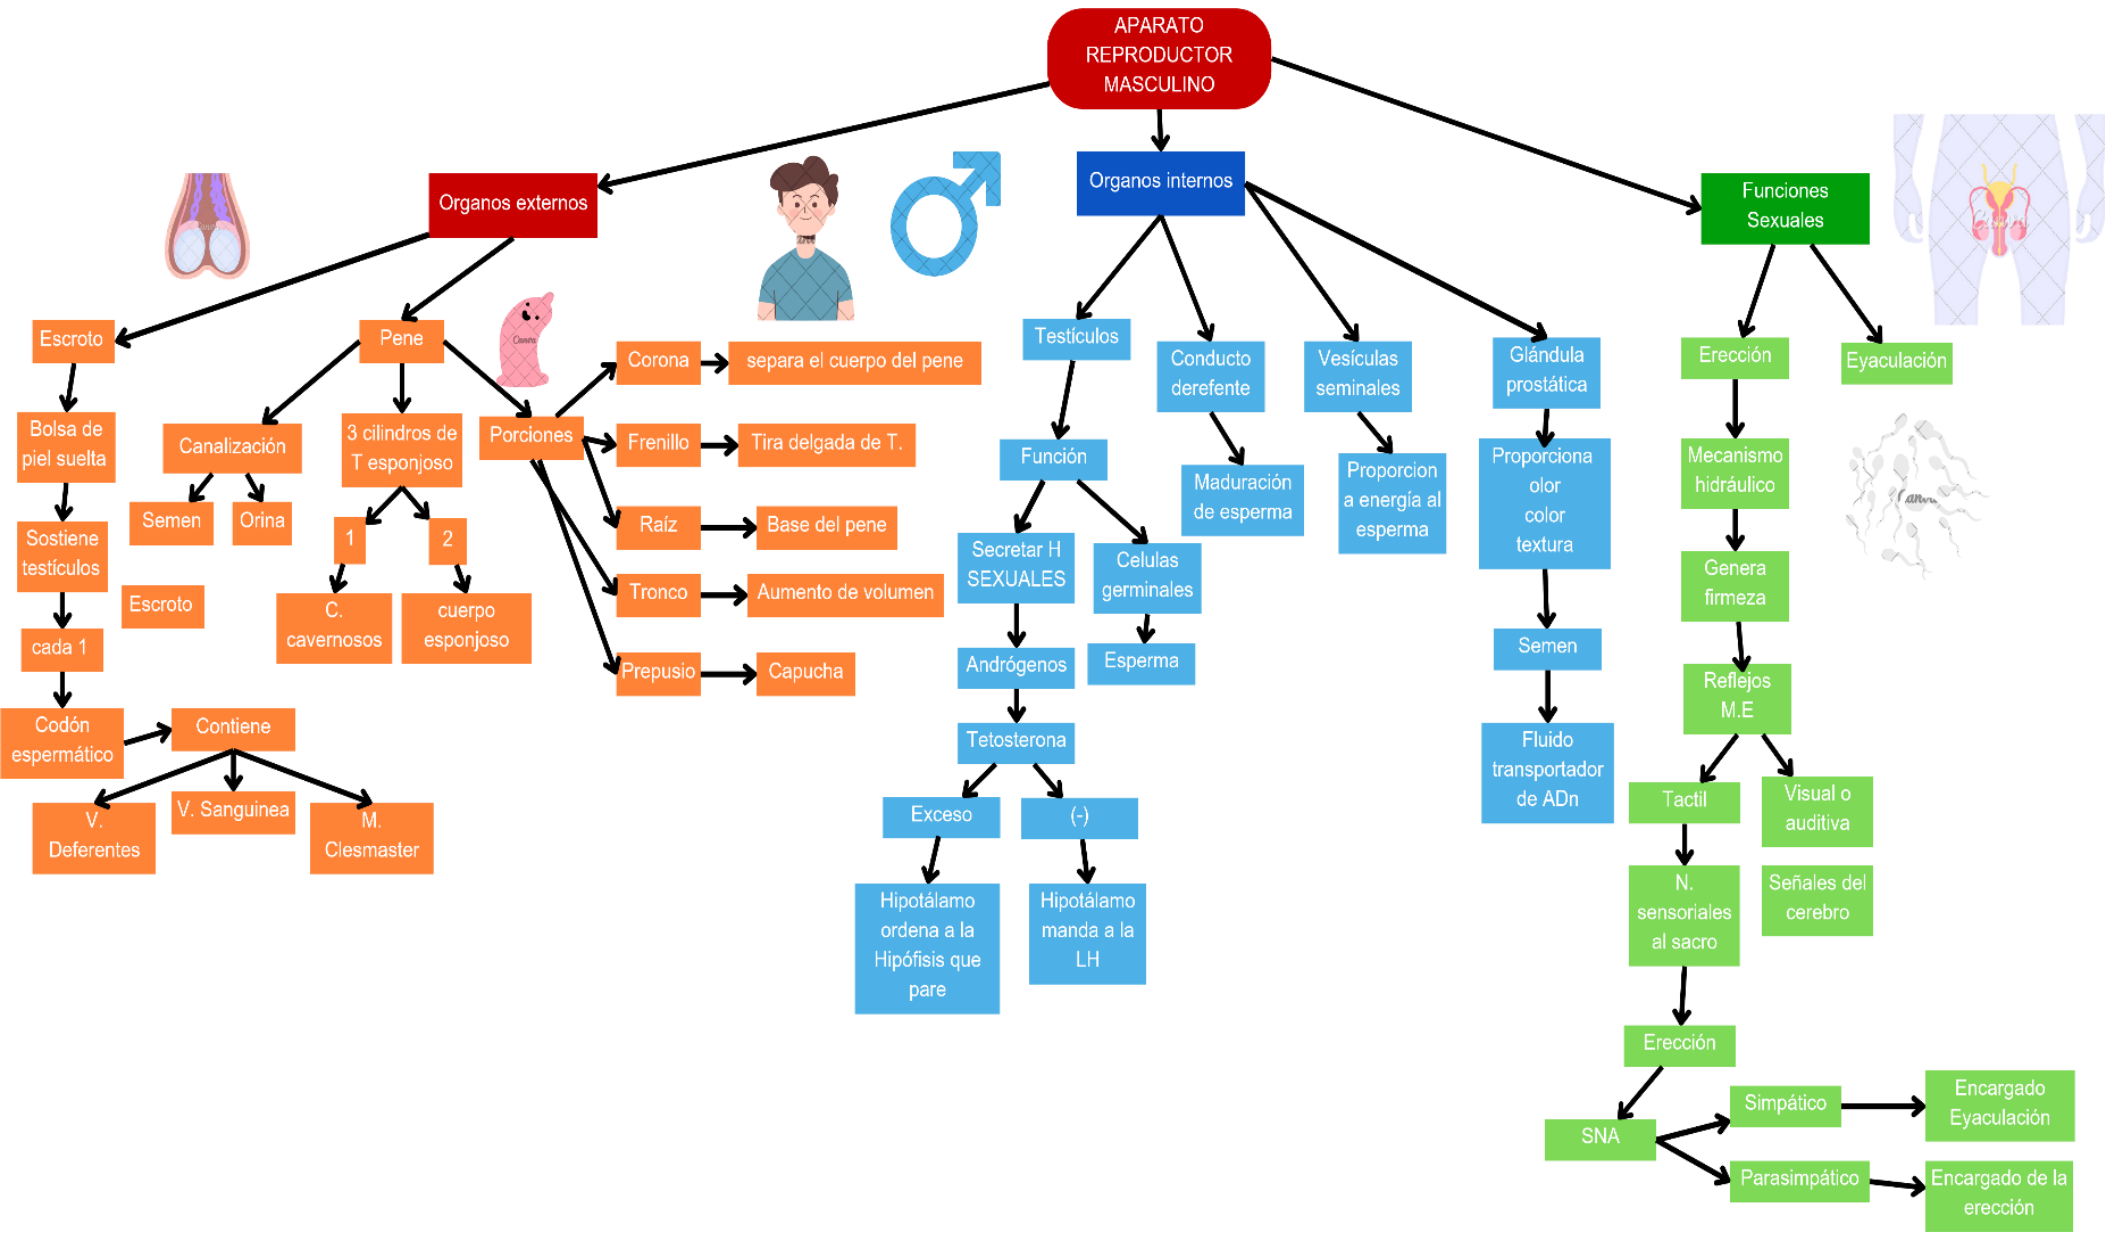 APARATO
REPRODUCTOR
MASCULINO
Organos externos
Escroto
Bolsa de
piel suelta
Sostiene
testículos
Escroto
cada 1
Codón
espermático
Contiene
V.
Deferentes
V. Sanguinea
M.
Clesmaster
Pene
Canalización
Semen
Orina
3 cilindros de
T esponjoso
1
2
C.
cavernosos
cuerpo
esponjoso
Porciones
Corona
separa el cuerpo del pene
Frenillo
Tira delgada de T.
Raíz
Base del pene
Tronco
Aumento de volumen
Prepusio
Capucha
Organos internos
Testículos
Función
Secretar H
SEXUALES
Andrógenos
Tetosterona
Exceso
Hipotálamo
ordena a la
Hipófisis que
pare
(-)
Hipotálamo
manda a la
LH
Celulas
germinales
Esperma
Conducto
derefente
Maduración
de esperma
Vesículas
seminales
Proporcion
a energía al
esperma
Glándula
prostática
Proporciona
olor
color
textura
Semen
Fluido
transportador
de ADn
Funciones
Sexuales
Erección
Mecanismo
hidráulico
Genera
firmeza
Reflejos
M.E
Tactil
N.
sensoriales
al sacro
Erección
SNA
Simpático
Encargado
Eyaculación
Parasimpático
Encargado de la
erección
Visual o
auditiva
Señales del
cerebro
Eyaculación
Canva
Canva